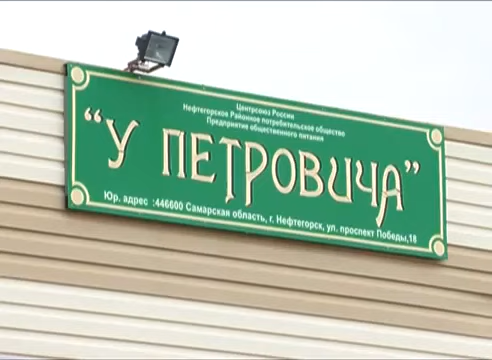 Центрсоюз России
Нефтегорское Районное потребительское общество
Предприятие общественного питания
“У ПЕТРОВИЧА”
Юр. адрес :446600 Самарская область, г. Нефтегорск, ул. проспект Победы,18